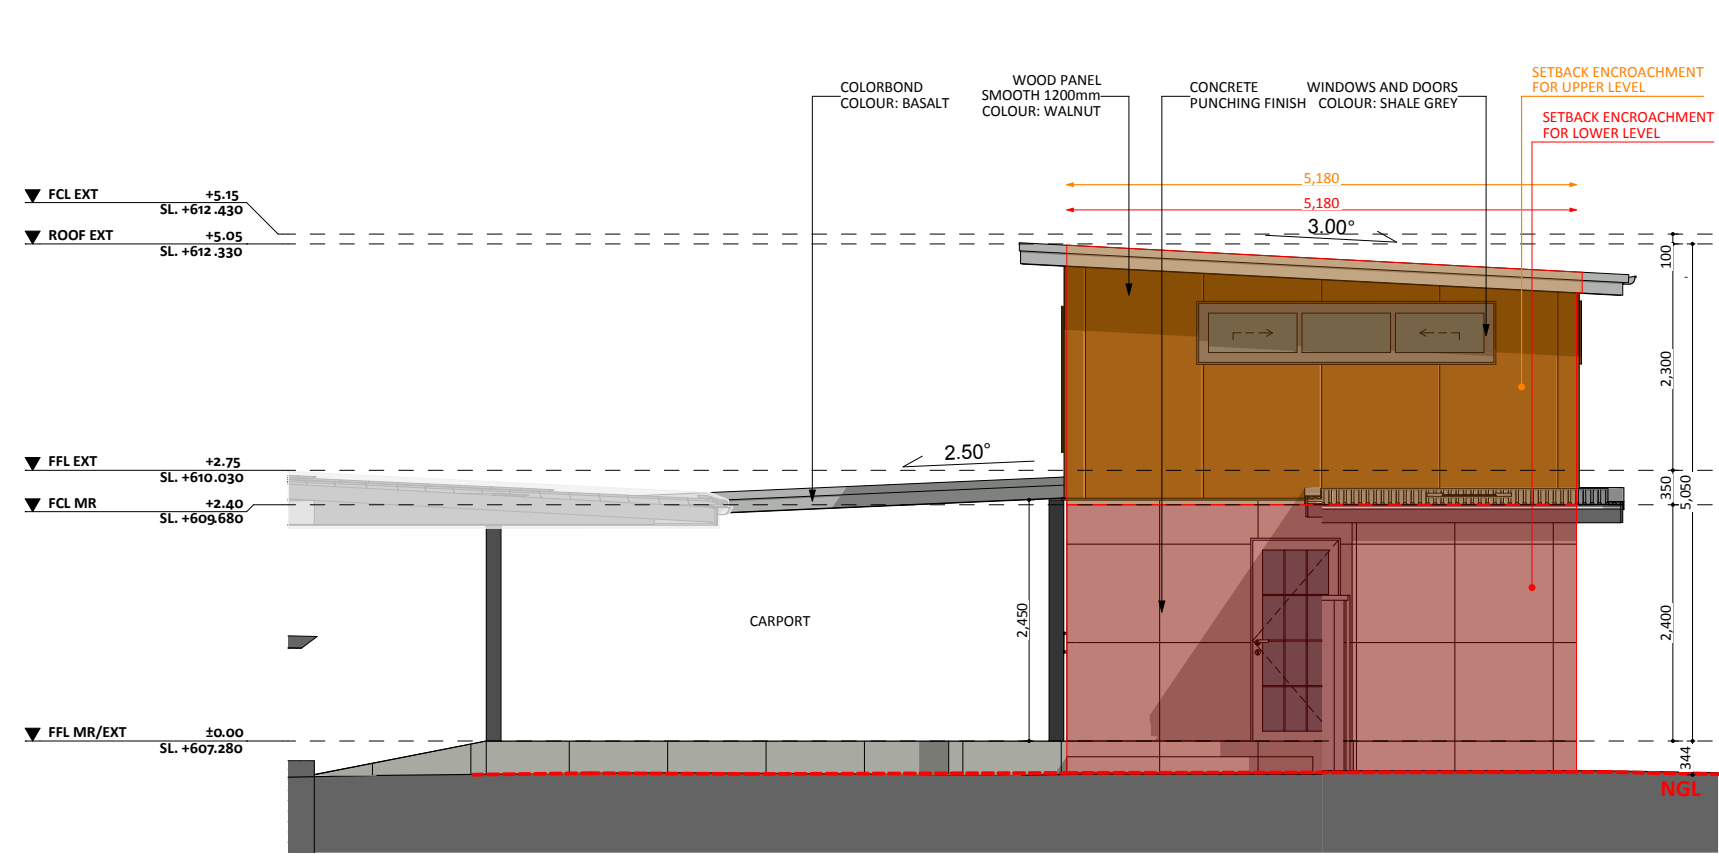 COLORBOND
COLOUR: BASALT
WOOD PANEL
SMOOTH 1200mm
COLOUR: WALNUT
CONCRETE
PUNCHING FINISH
WINDOWS AND DOORS
COLOUR: SHALE GREY
SETBACK ENCROACHMENT
FOR UPPER LEVEL
SETBACK ENCROACHMENT
FOR LOWER LEVEL
5,180
5,180
3.00°
FCL EXT +5.15
SL. +612.430
ROOF EXT +5.05
SL. +612.330
100
2,300
2.50°
FFL EXT +2.75
SL. +610.030
FCL MR +2.40
SL. +609.680
350
5,050
2,450
CARPORT
2,400
FFL MR/EXT ±0.00
SL. +607.280
344
NGL